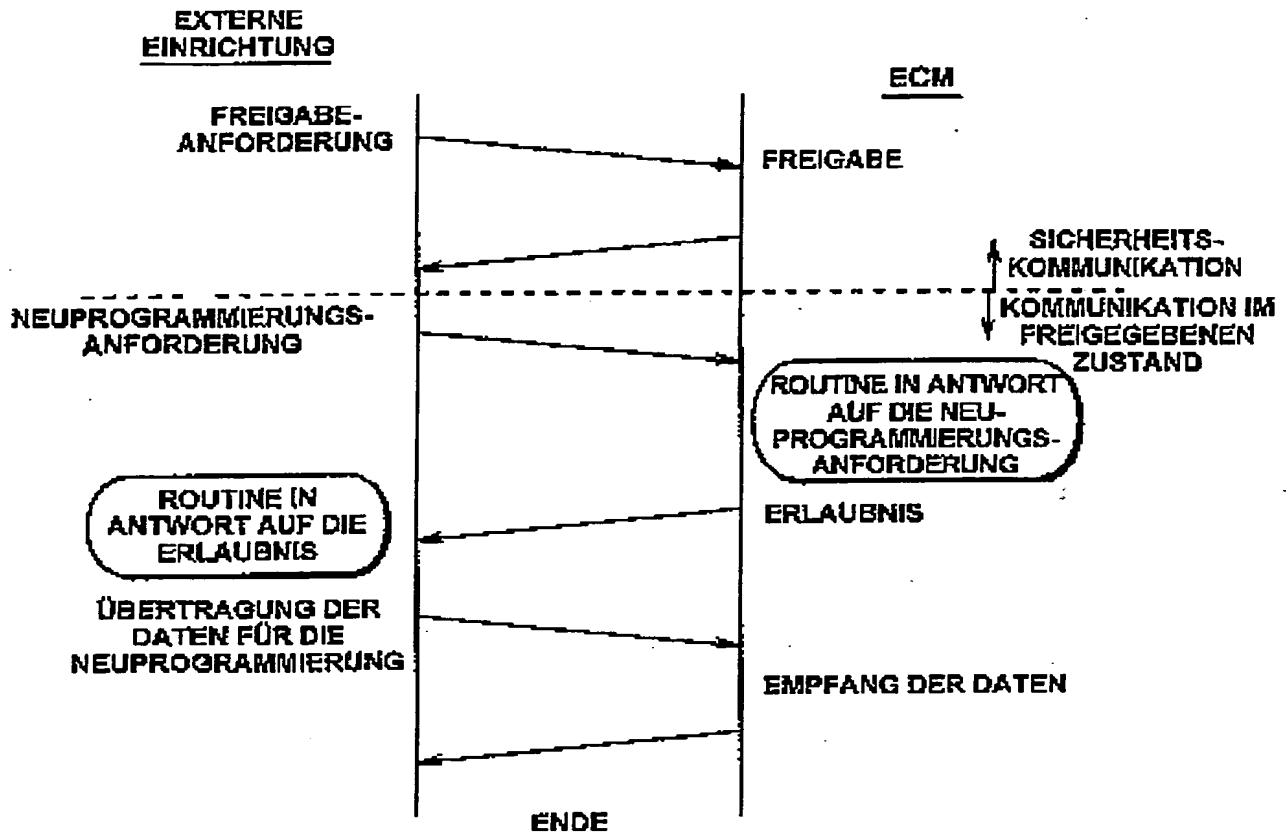 EXTERNE
EINRICHTUNG
ECM
FREIGABE-
ANFORDERUNG
FREIGABE
SICHERHEITS-
KOMMUNIKATION
NEUPROGRAMMIERUNGS-
ANFORDERUNG
KOMMUNIKATION IM
FREIGEGEBENEN
ZUSTAND
ROUTINE IN ANTWORT
AUF DIE NEU-
PROGRAMMIERUNGS-
ANFORDERUNG
ROUTINE IN
ANTWORT AUF DIE
ERLAUBNIS
ERLAUBNIS
ÜBERTRAGUNG DER
DATEN FÜR DIE
NEUPROGRAMMIERUNG
EMPFANG DER DATEN
ENDE